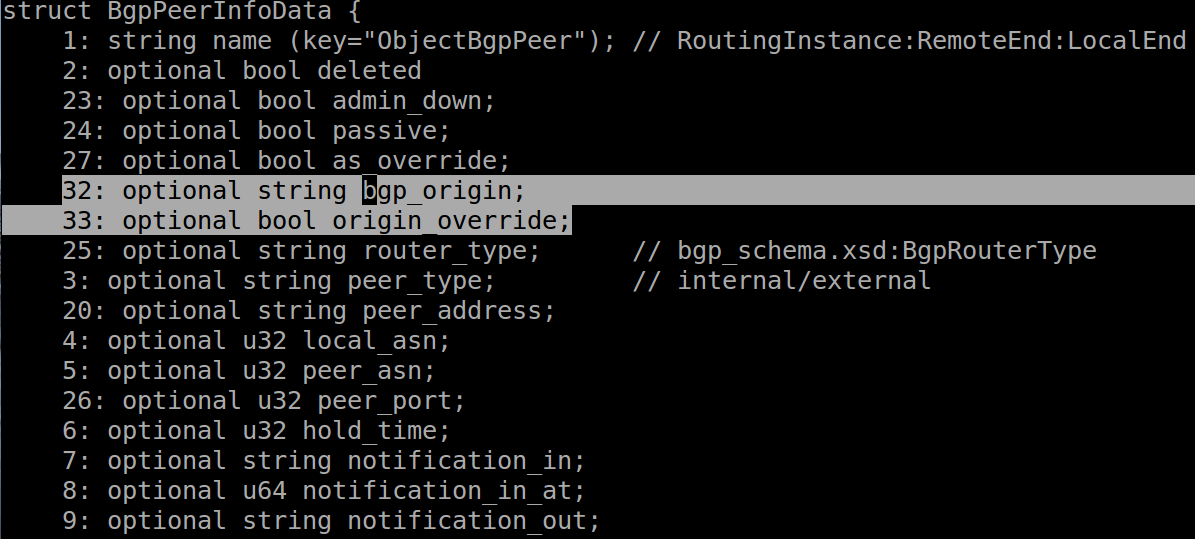 struct BgpPeerInfoData {
    1: string name (key="ObjectBgpPeer"); // RoutingInstance:RemoteEnd:LocalEnd
    2: optional bool deleted
    23: optional bool admin_down;
    24: optional bool passive;
    27: optional bool as_override;
    32: optional string bgp_origin;
    33: optional bool origin_override;
    25: optional string router_type;      // bgp_schema.xsd:BgpRouterType
    3: optional string peer_type;         // internal/external
    20: optional string peer_address;
    4: optional u32 local_asn;
    5: optional u32 peer_asn;
    26: optional u32 peer_port;
    6: optional u32 hold_time;
    7: optional string notification_in;
    8: optional u64 notification_in_at;
    9: optional string notification_out;